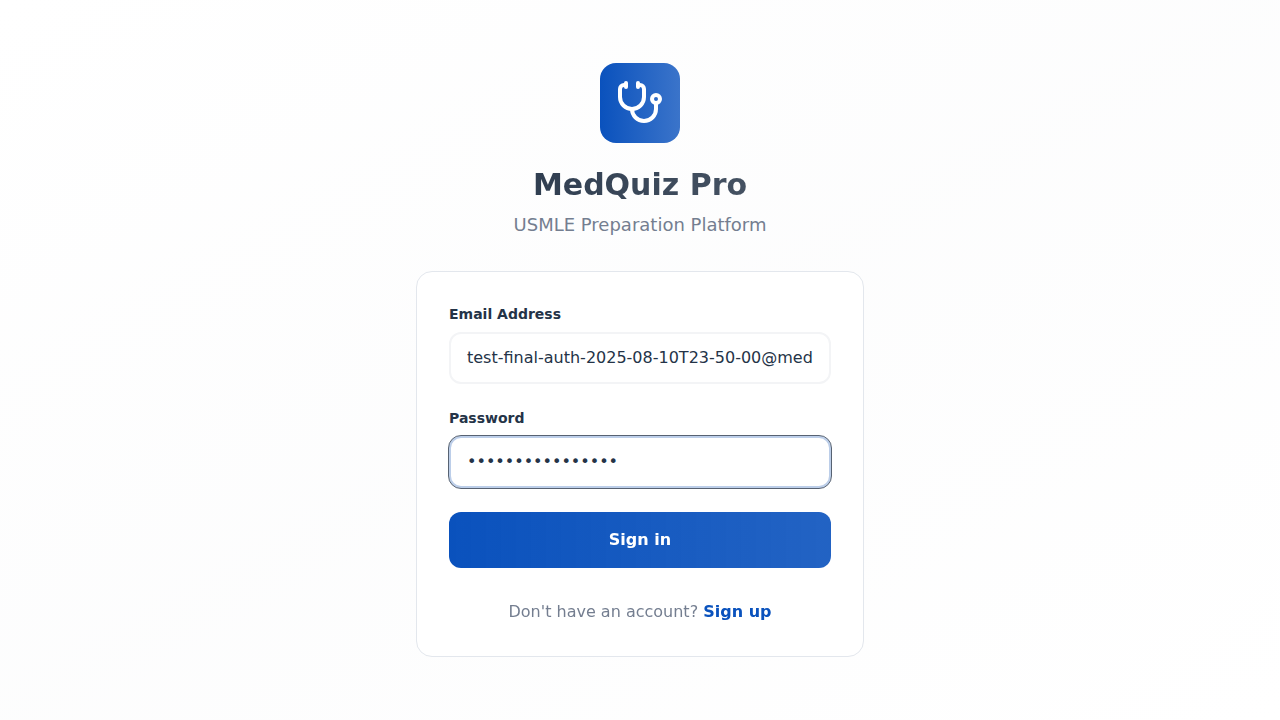 MedQuiz Pro
USMLE Preparation Platform
Email Address
test-final-auth-2025-08-10T23-50-00@med
Password
••••••••••••••••
Sign in
Don't have an account? Sign up